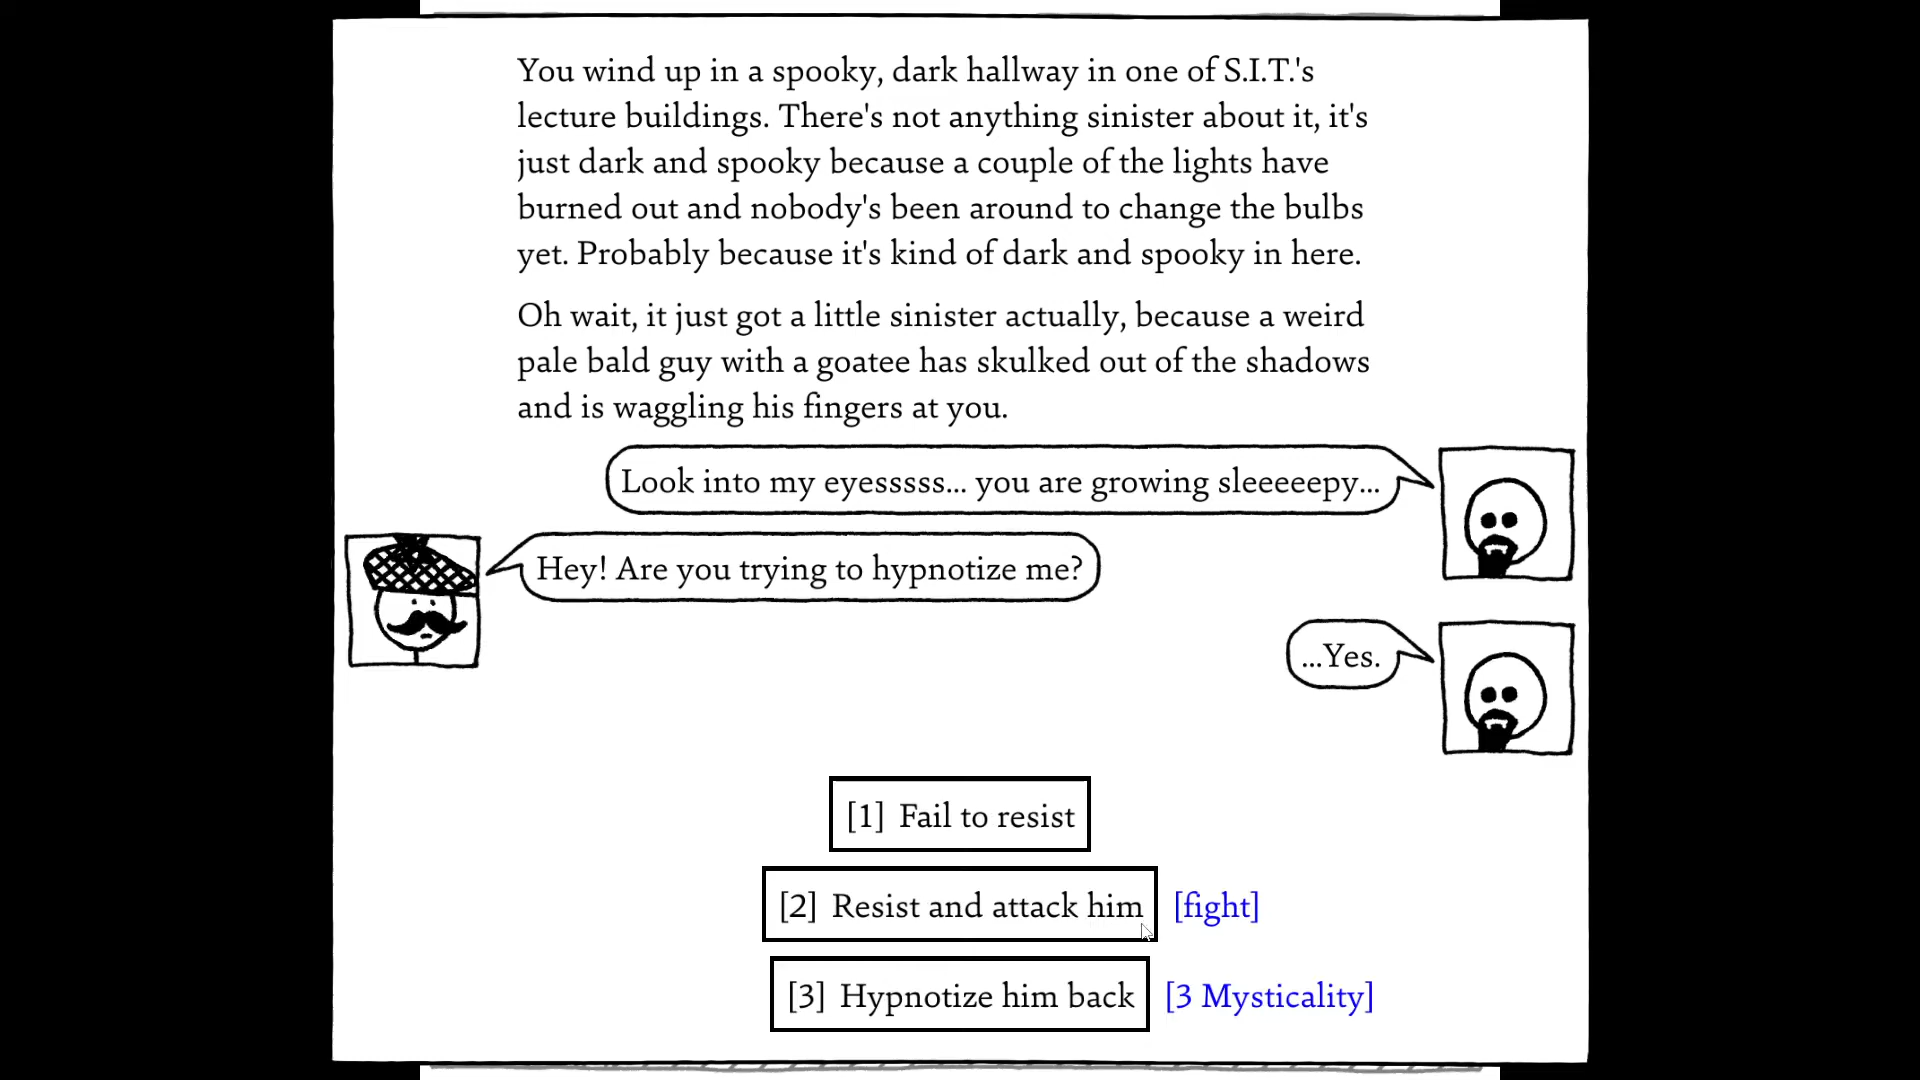 You wind up in a spooky, dark hallway in one of S.I.T.'s
lecture buildings. There's not anything sinister about it, it's
just dark and spooky because a couple of the lights have
burned out and nobody's been around to change the bulbs
yet. Probably because it's kind of dark and spooky in here.
Oh wait, it just got a little sinister actually, because a weird
pale bald guy with a goatee has skulked out of the shadows
and is waggling his fingers at you.
Look into my eyesssss... you are growing sleeeeepy...
Hey! Are you trying to hypnotize me?
...Yes.
[1] Fail to resist
[2] Resist and attack him [fight]
[3] Hypnotize him back [3 Mysticality]